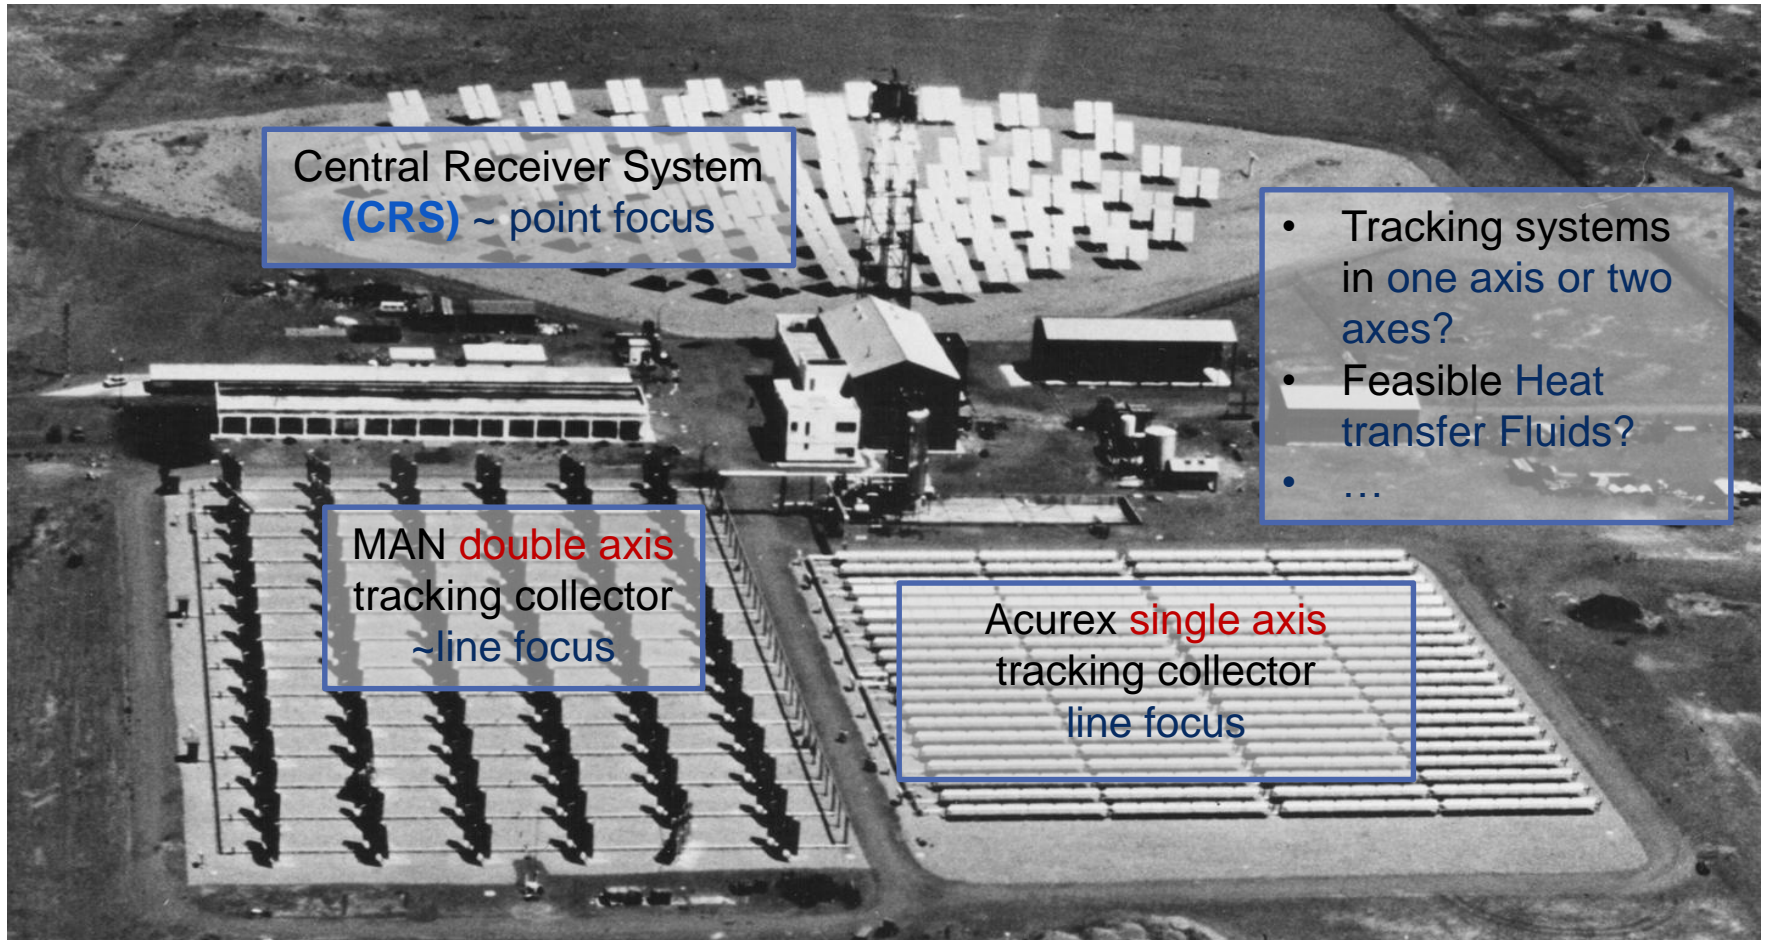 Central Receiver System
(CRS) ~ point focus
• Tracking systems
in one axis or two
axes?
• Feasible Heat
transfer Fluids?
• …
MAN double axis
tracking collector
~line focus
Acurex single axis
tracking collector
line focus